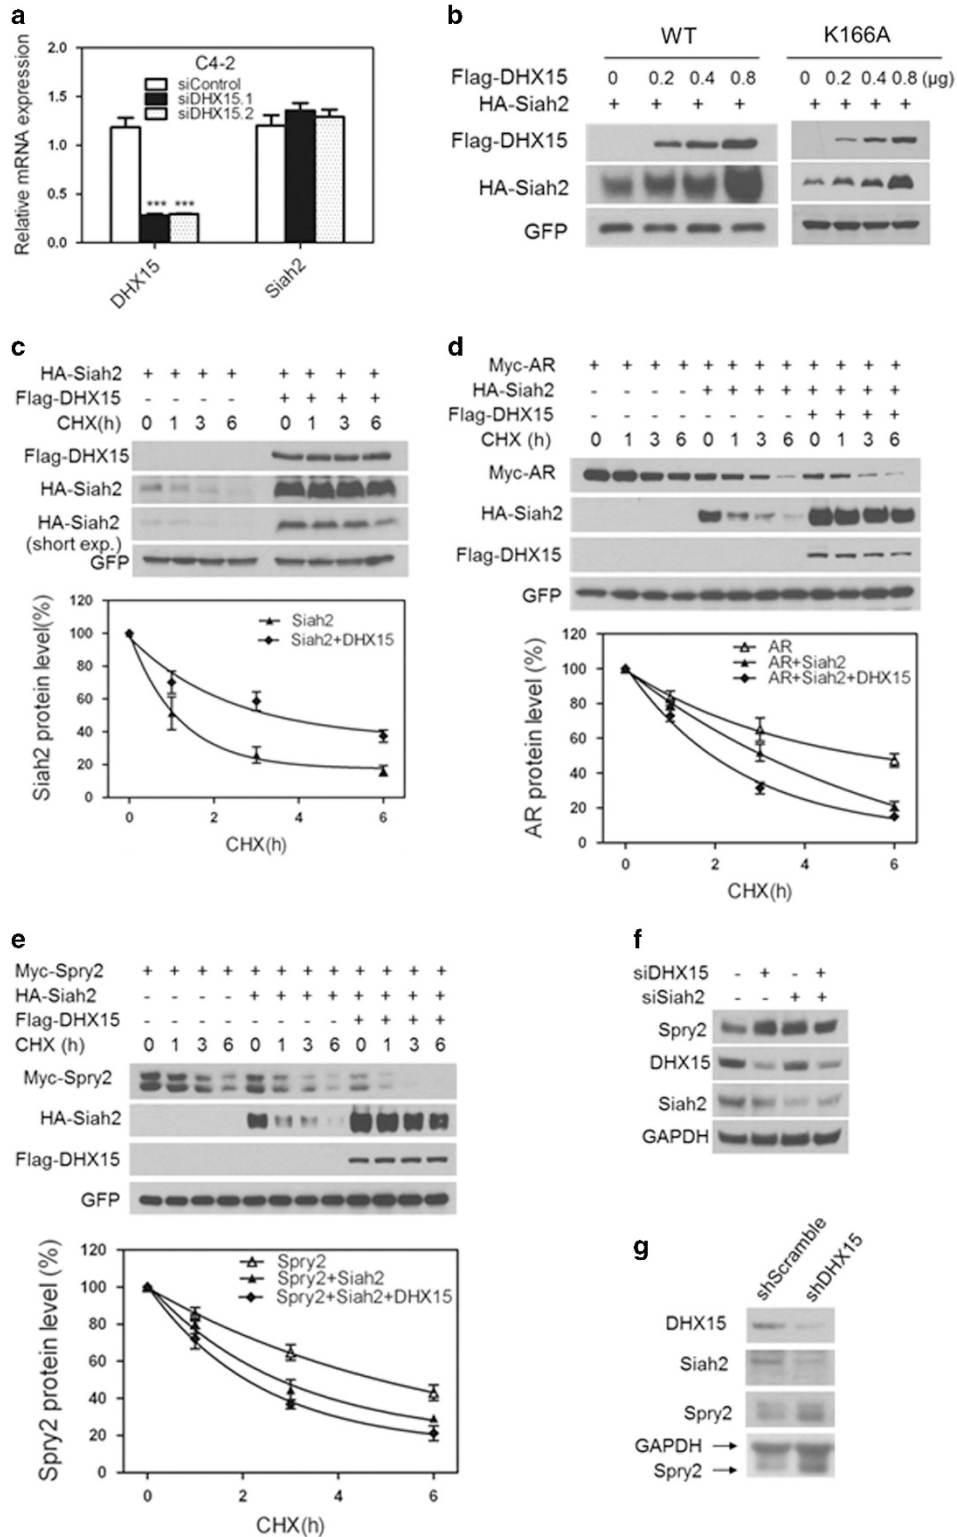 a
Relative mRNA expression
2.0
1.5
1.0
0.5
0.0
C4-2
siControl
siDHX15.1
siDHX15.2
*** ***
DHX15
Siah2
b
WT K166A
Flag-DHX15 0 0.2 0.4 0.8 0 0.2 0.4 0.8 (μg)
HA-Siah2 + + + + + + + +
Flag-DHX15
HA-Siah2
GFP
c
HA-Siah2 + + + + + + + +
Flag-DHX15 - - - - + + + +
CHX(h) 0 1 3 6 0 1 3 6
Flag-DHX15
HA-Siah2
HA-Siah2
(short exp.)
GFP
Siah2 protein level(%)
120
100
80
60
40
20
0
Siah2
Siah2+DHX15
0 2 4 6
CHX(h)
d
Myc-AR + + + + + + + + + + + +
HA-Siah2 - - - - + + + + + + + +
Flag-DHX15 - - - - - - - - + + + +
CHX (h) 0 1 3 6 0 1 3 6 0 1 3 6
Myc-AR
HA-Siah2
Flag-DHX15
GFP
AR protein level (%)
120
100
80
60
40
20
0
AR
AR+Siah2
AR+Siah2+DHX15
0 2 4 6
CHX(h)
e
Myc-Spry2 + + + + + + + + + + + +
HA-Siah2 - - - - + + + + + + + +
Flag-DHX15 - - - - - - - - + + + +
CHX (h) 0 1 3 6 0 1 3 6 0 1 3 6
Myc-Spry2
HA-Siah2
Flag-DHX15
GFP
Spry2 protein level (%)
120
100
80
60
40
20
0
Spry2
Spry2+Siah2
Spry2+Siah2+DHX15
0 2 4 6
CHX(h)
f
siDHX15 - + - +
siSiah2 - - + +
Spry2
DHX15
Siah2
GAPDH
g
shScramble
shDHX15
DHX15
Siah2
Spry2
GAPDH →
Spry2 →